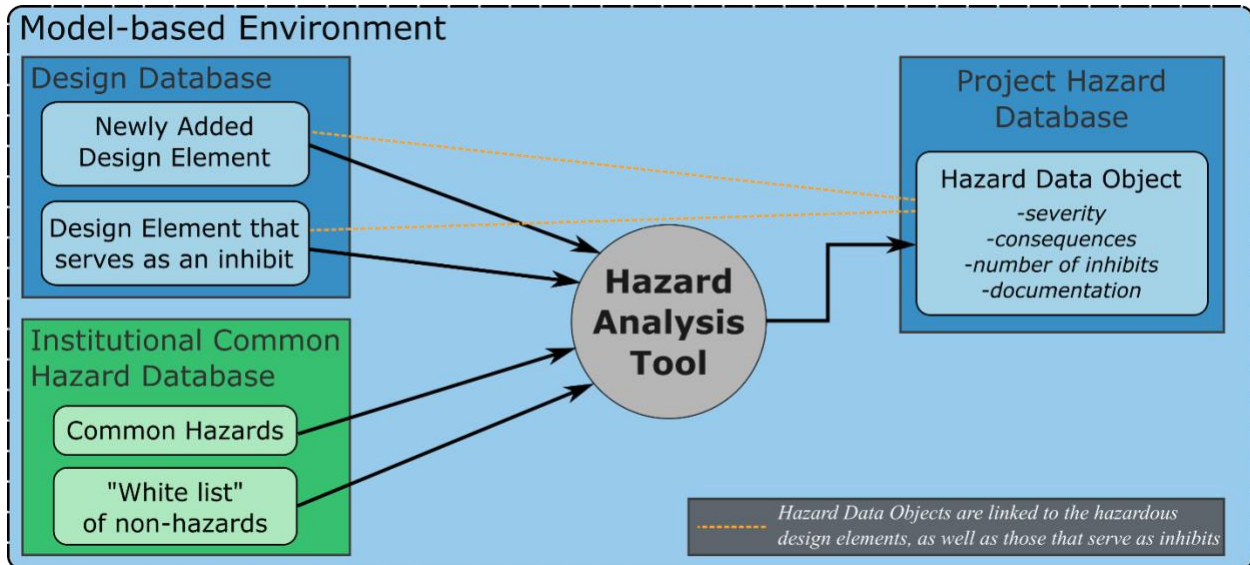 Model-based Environment
Design Database
Newly Added
Design Element
Design Element that
serves as an inhibit
Institutional Common
Hazard Database
Common Hazards
"White list"
of non-hazards
Hazard
Analysis
Tool
Project Hazard
Database
Hazard Data Object
-severity
-consequences
-number of inhibits
-documentation
Hazard Data Objects are linked to the hazardous
design elements, as well as those that serve as inhibits